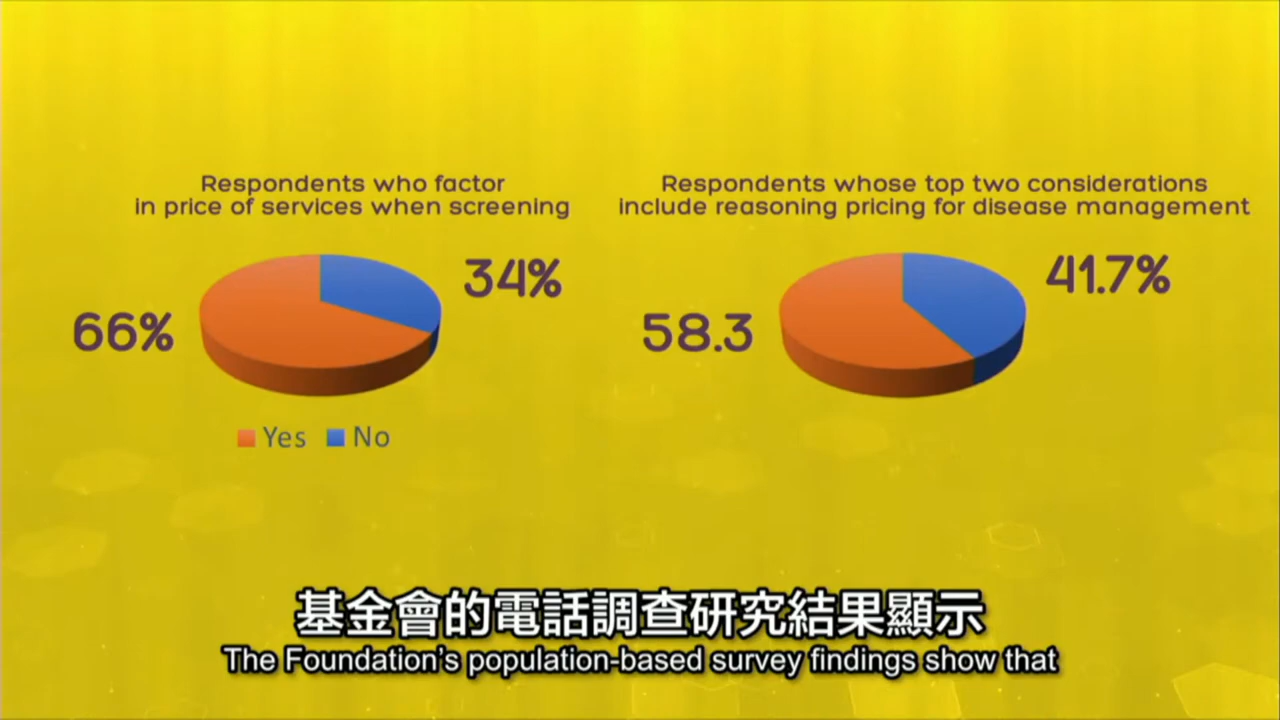 Respondents who factor
in price of services when screening
66%
34%
Yes No
Respondents whose top two considerations
include reasoning pricing for disease management
58.3
41.7%
基金會的電話調查研究結果顯示
The Foundation's population-based survey findings show that